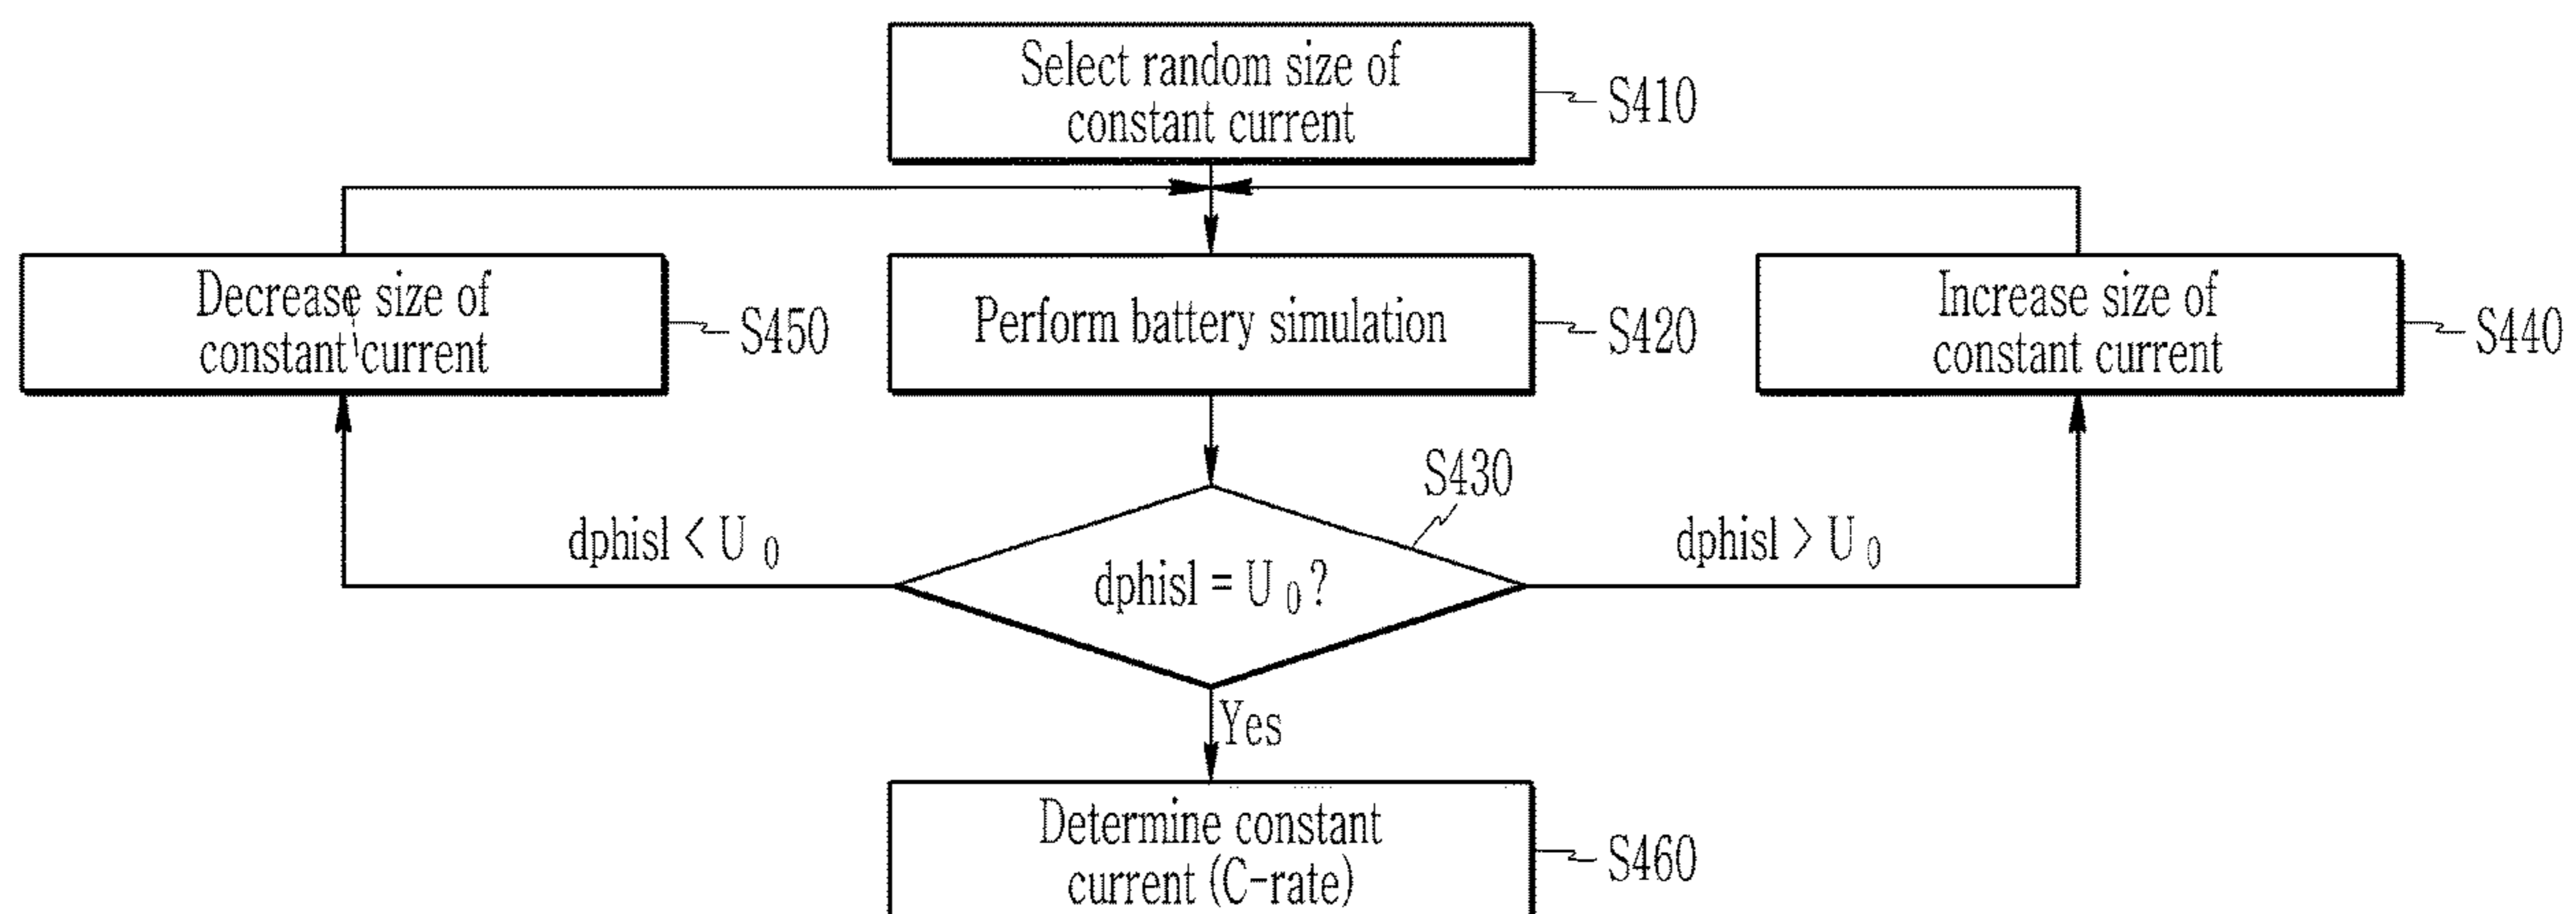 Select random size of
constant current
S410
Decrease size of
constant current
S450
Perform battery simulation
S420
Increase size of
constant current
S440
S430
dphisl < U 0
dphisl = U 0 ?
dphisl > U 0
Yes
Determine constant
current (C-rate)
S460